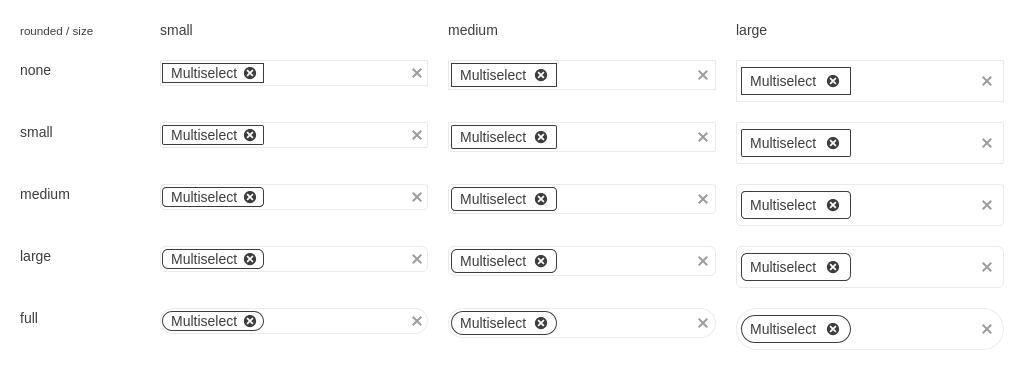 rounded / size small medium large
none Multiselect Multiselect Multiselect
small Multiselect Multiselect Multiselect
medium Multiselect Multiselect Multiselect
large Multiselect Multiselect Multiselect
full Multiselect Multiselect Multiselect